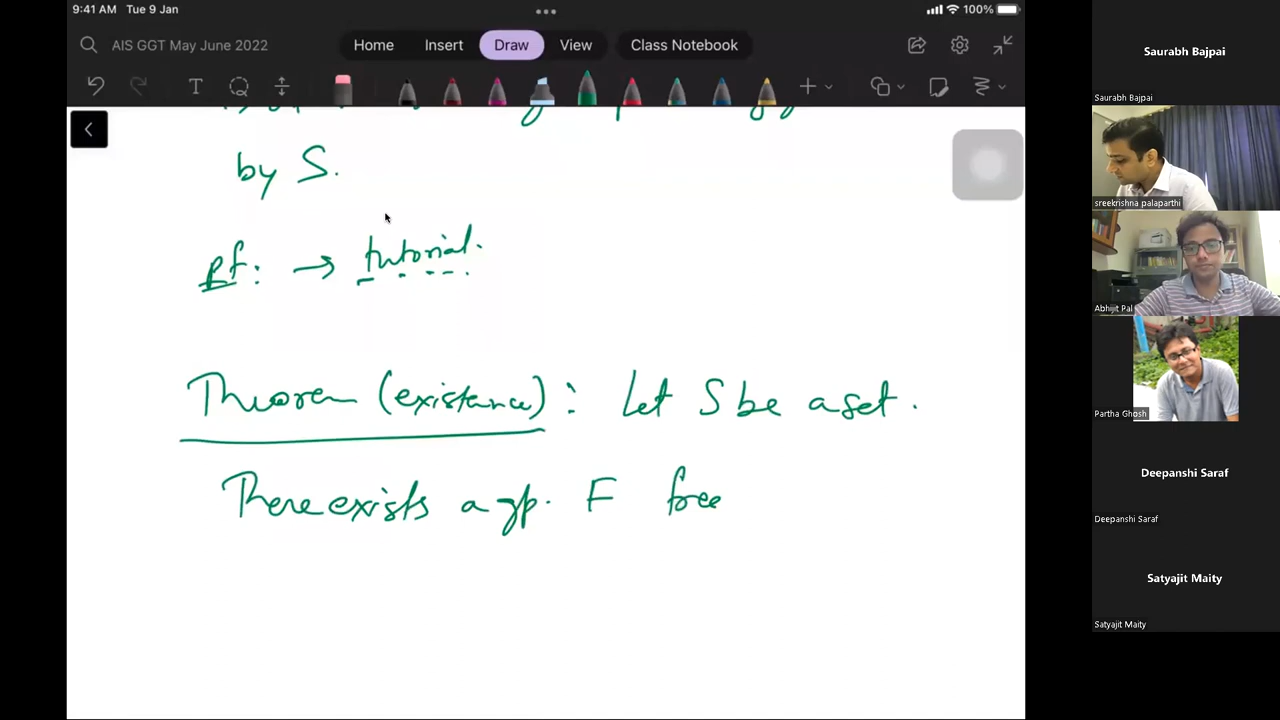 9:41 AM Tue 9 Jan
100%
AIS GGT May June 2022
Home Insert Draw View Class Notebook
by S.
pf: → tutorial.
Theorem (existance) : Let S be a set.
There exists a gp. F free
Saurabh Bajpai
Saurabh Bajpai
sreekrishna palaparthi
Abhijit Pal
Partha Ghosh
Deepanshi Saraf
Deepanshi Saraf
Satyajit Maity
Satyajit Maity